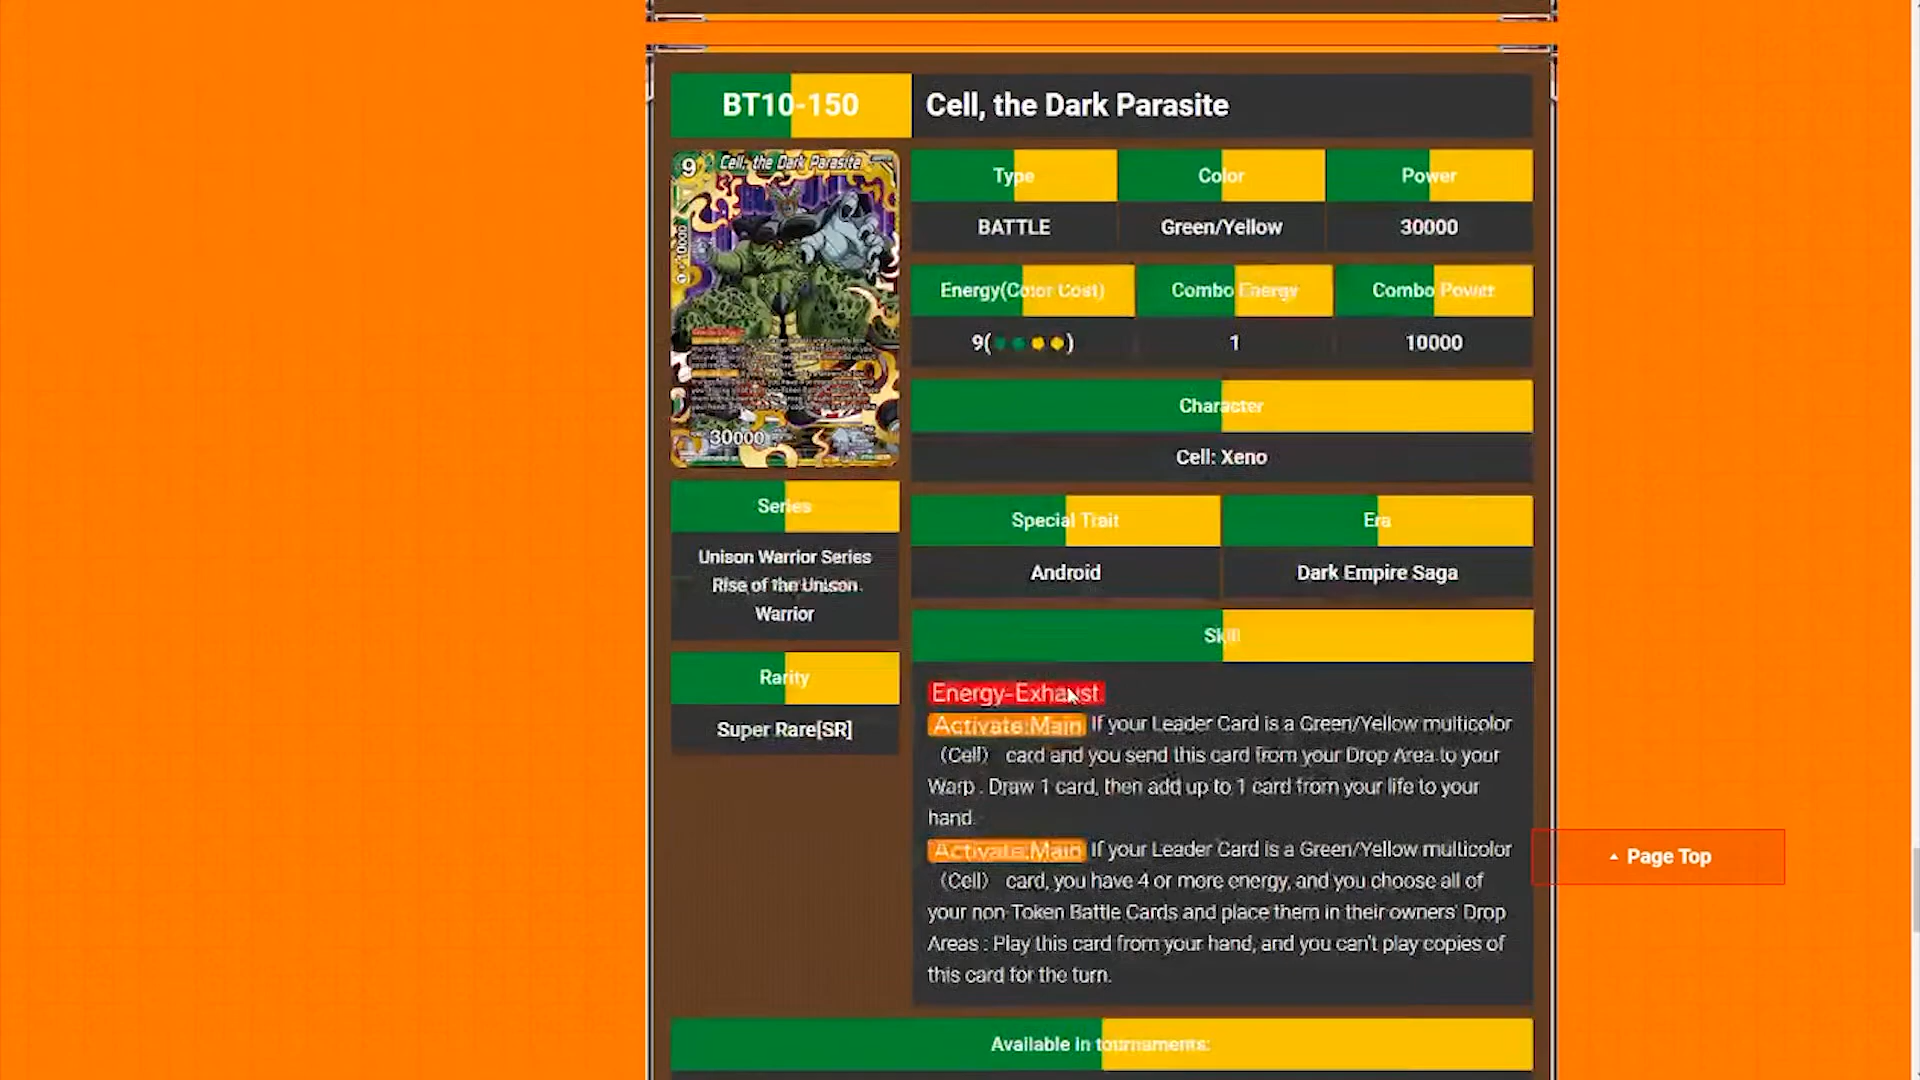 BT10-150
Cell, the Dark Parasite
9
Cell, the Dark Parasite
30000
Type
Color
Power
BATTLE
Green/Yellow
30000
Energy(Color Cost)
Combo Energy
Combo Power
9( )
1
10000
Character
Cell: Xeno
Series
Unison Warrior Series
Rise of the Unison
Warrior
Special Trait
Era
Android
Dark Empire Saga
Rarity
Super Rare[SR]
Skill
Energy-Exhaust
Activate:Main If your Leader Card is a Green/Yellow multicolor
《Cell》 card and you send this card from your Drop Area to your
Warp : Draw 1 card, then add up to 1 card from your life to your
hand.
Activate:Main If your Leader Card is a Green/Yellow multicolor
《Cell》 card, you have 4 or more energy, and you choose all of
your non-Token Battle Cards and place them in their owners' Drop
Areas : Play this card from your hand, and you can't play copies of
this card for the turn.
Page Top
Available in tournaments: